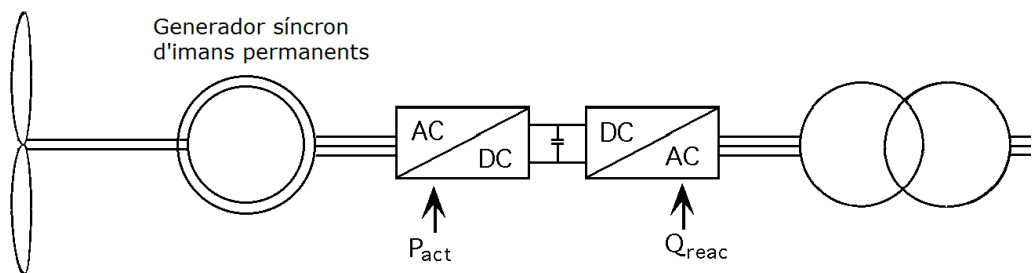 Generador síncron
d'imans permanents
AC
DC
DC
AC
P_act
Q_reac